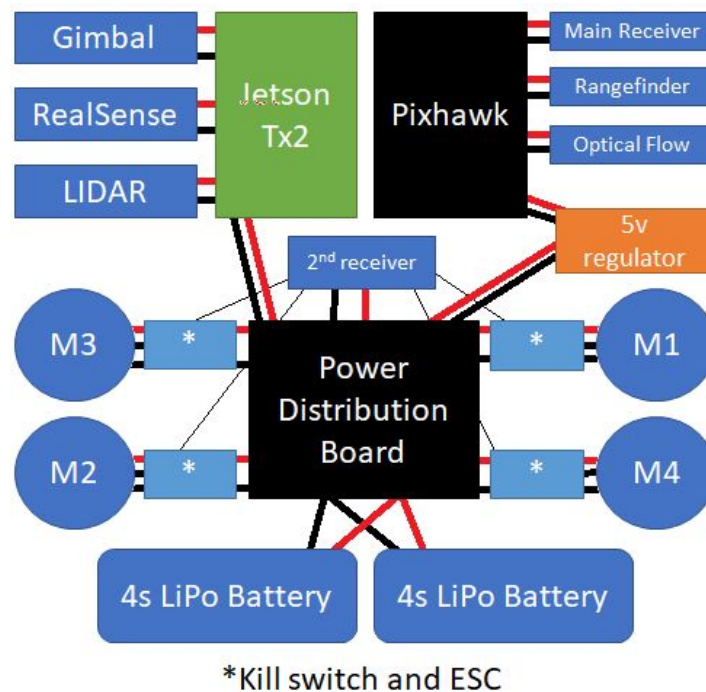 Gimbal
RealSense
LIDAR
Jetson
Tx2
Pixhawk
Main Receiver
Rangefinder
Optical Flow
5v
regulator
2nd receiver
M3
*
M2
*
Power
Distribution
Board
*
M1
*
M4
4s LiPo Battery
4s LiPo Battery
*Kill switch and ESC